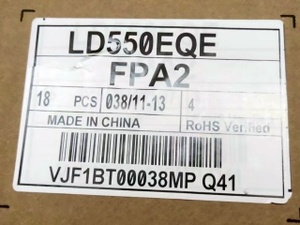 LD550EQE
FPA2
18 PCS 038/11-13 4
MADE IN CHINA RoHS Verified
VJF1BT00038MP Q41